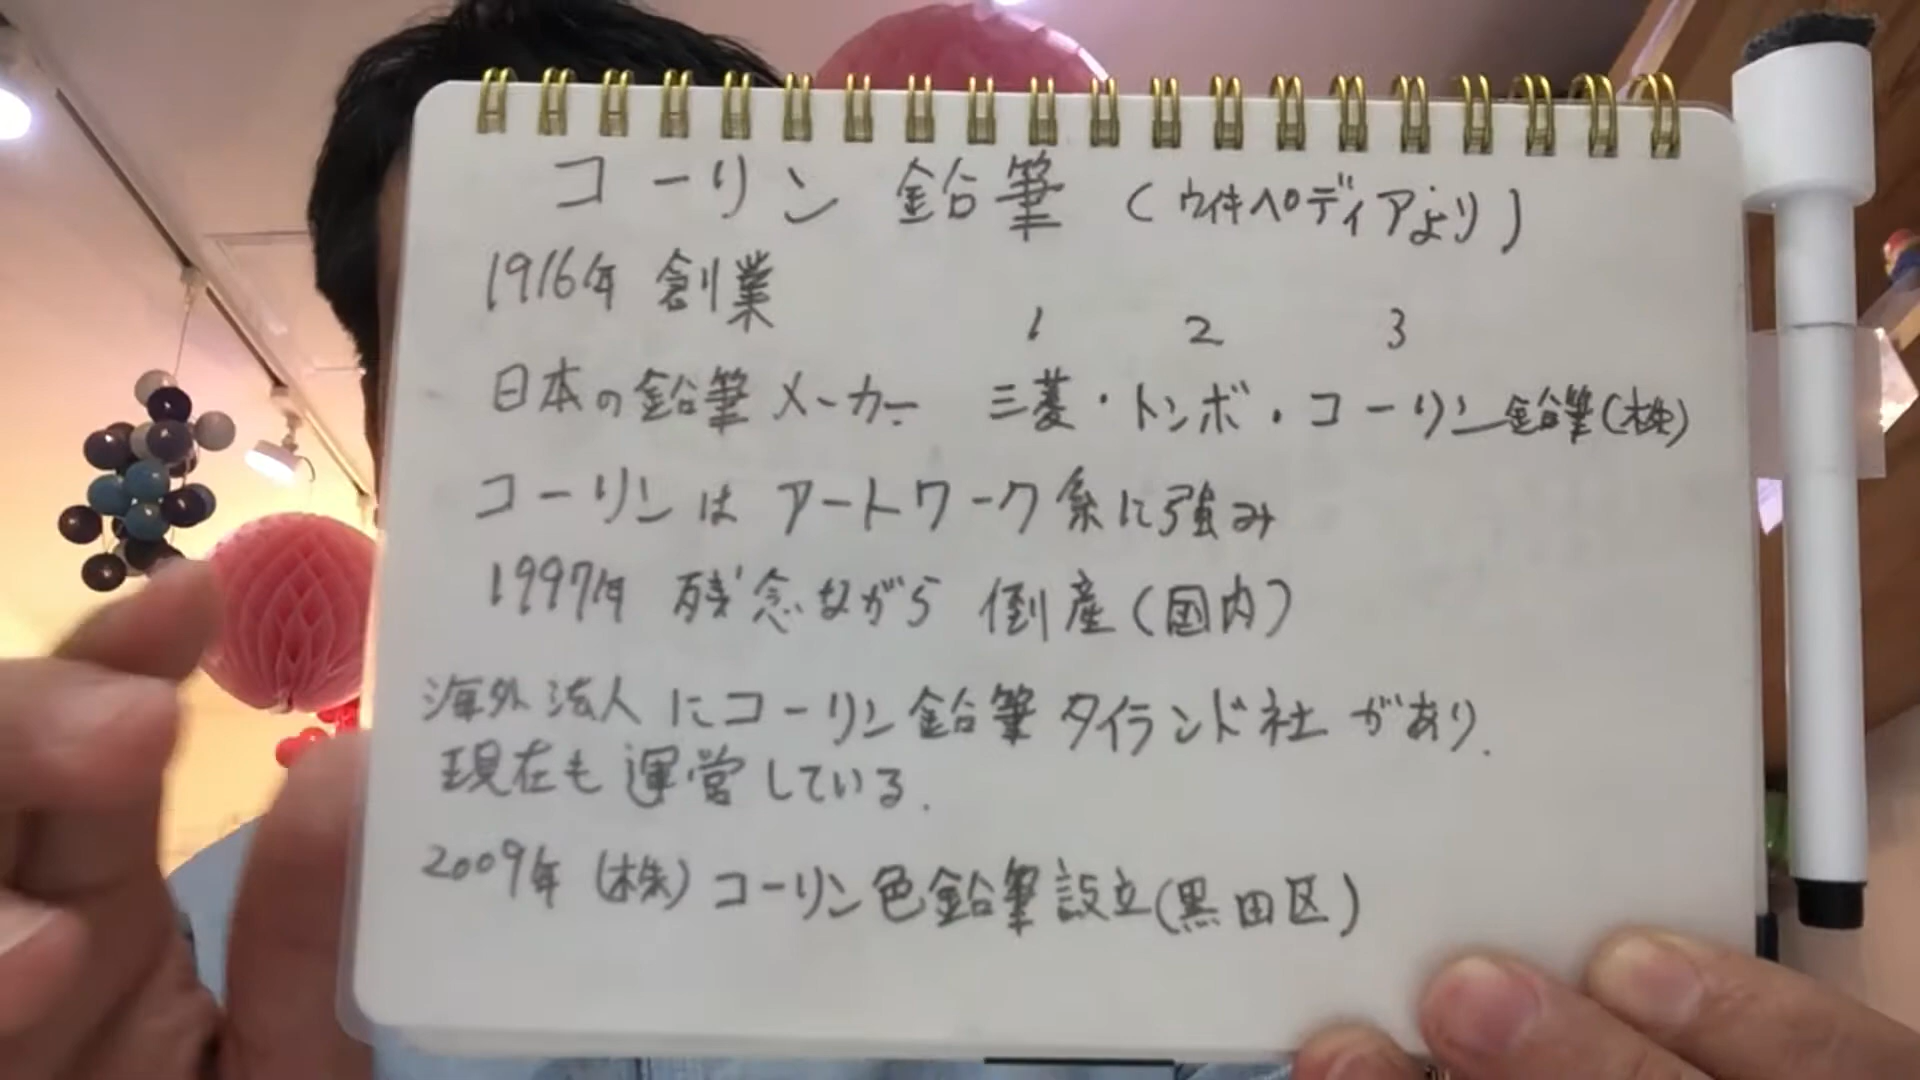 コーリン鉛筆(ウィキペディアより)
1916年 創業
1 2 3
日本の鉛筆メーカー 三菱・トンボ・コーリン鉛筆(株)
コーリンは アートワーク系に強み
1997年 残念ながら 倒産(国内)
海外法人にコーリン鉛筆タイランド社があり.
現在も運営している.
2009年(株)コーリン色鉛筆設立(黒田区)